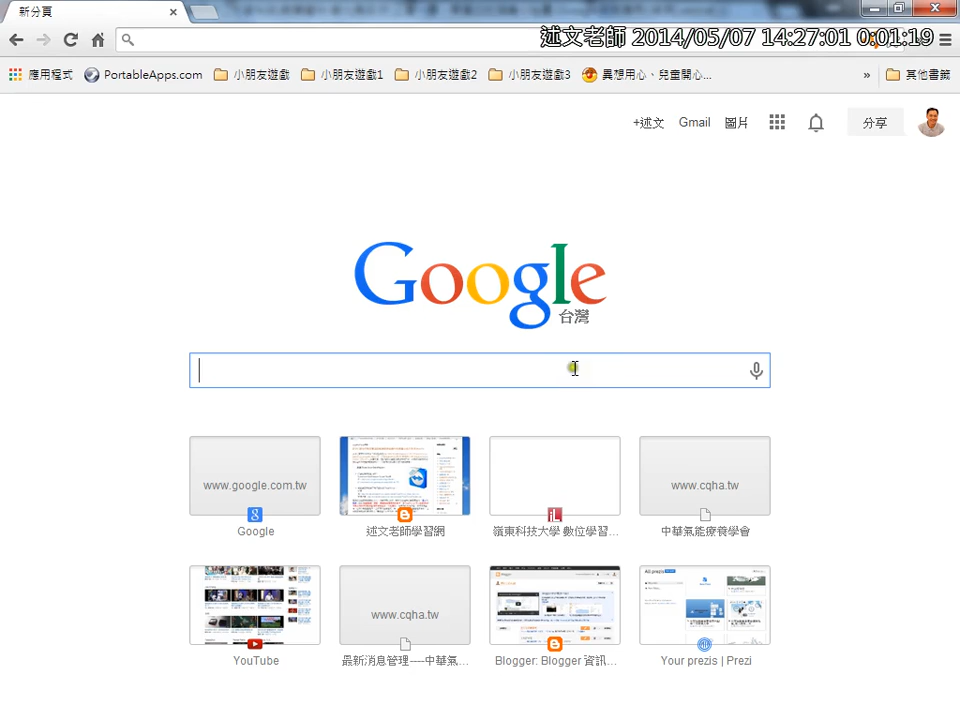 新分頁
述文老師 2014/05/07 14:27:01 0:01:19
應用程式 PortableApps.com 小朋友遊戲 小朋友遊戲1 小朋友遊戲2 小朋友遊戲3 異想用心、兒童開心... » 其他書籤
+述文 Gmail 圖片 分享
Google
台灣
www.google.com.tw www.cqha.tw
Google 述文老師學習網 嶺東科技大學 數位學習... 中華氣能療養學會
All prezis
www.cqha.tw
YouTube 最新消息管理----中華氣... Blogger: Blogger 資訊... Your prezis | Prezi